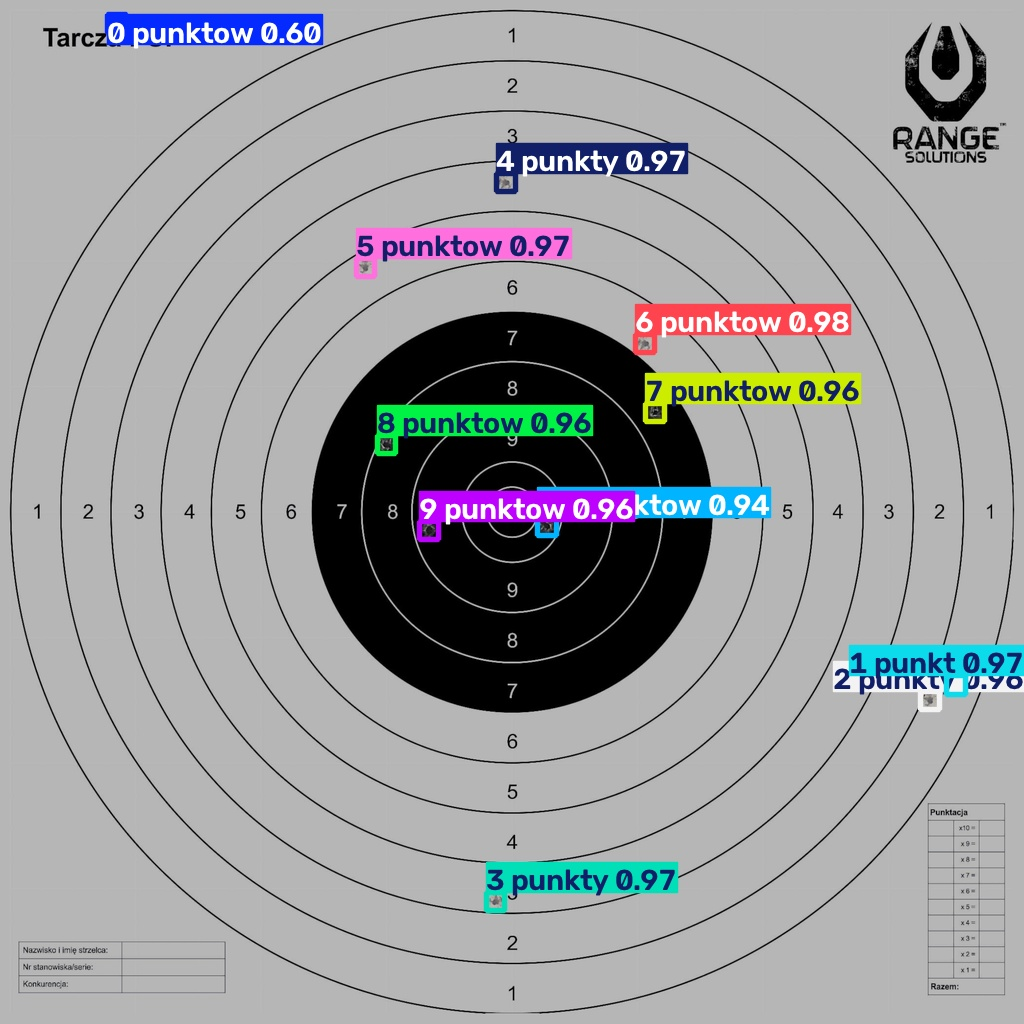 Tarcz
0 punktow 0.60
1
2
3
RANGE
SOLUTIONS
4 punkty 0.97
5 punktow 0.97
6
6 punktow 0.98
7
7 punktow 0.96
8
8 punktow 0.96
9
9 punktow 0.96
ktow 0.94
1 2 3 4 5 6 7 8
5 4 3 2 1
9
8
7
1 punkt 0.97
2 punkty 0.96
6
5
4
3 punkty 0.97
2
1
Punktacja
x10 =
x 9 =
x 8 =
x 7 =
x 6 =
x 5 =
x 4 =
x 3 =
x 2 =
x 1 =
Razem:
Nazwisko i imię strzelca:
Nr stanowiska/serie:
Konkurencja: